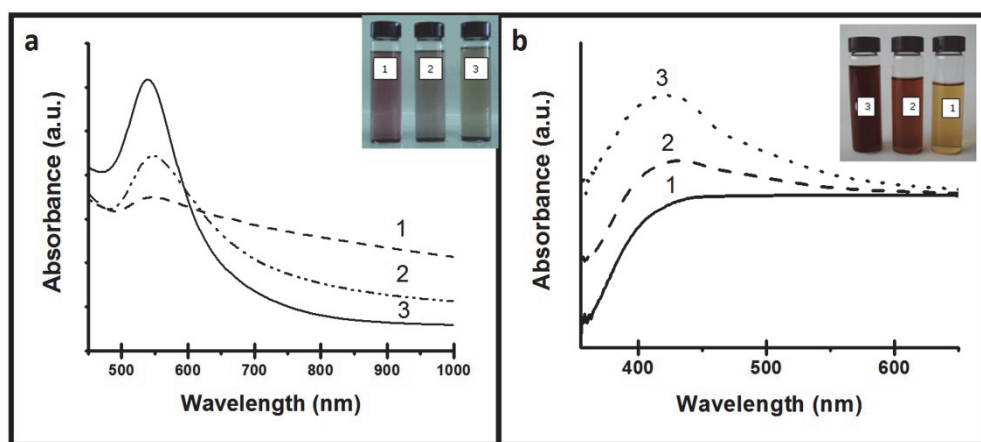 a
1 2 3
1
2
3
Absorbance (a.u.)
500 600 700 800 900 1000
Wavelength (nm)
b
3 2 1
3
2
1
Absorbance (a.u.)
400 500 600
Wavelength (nm)